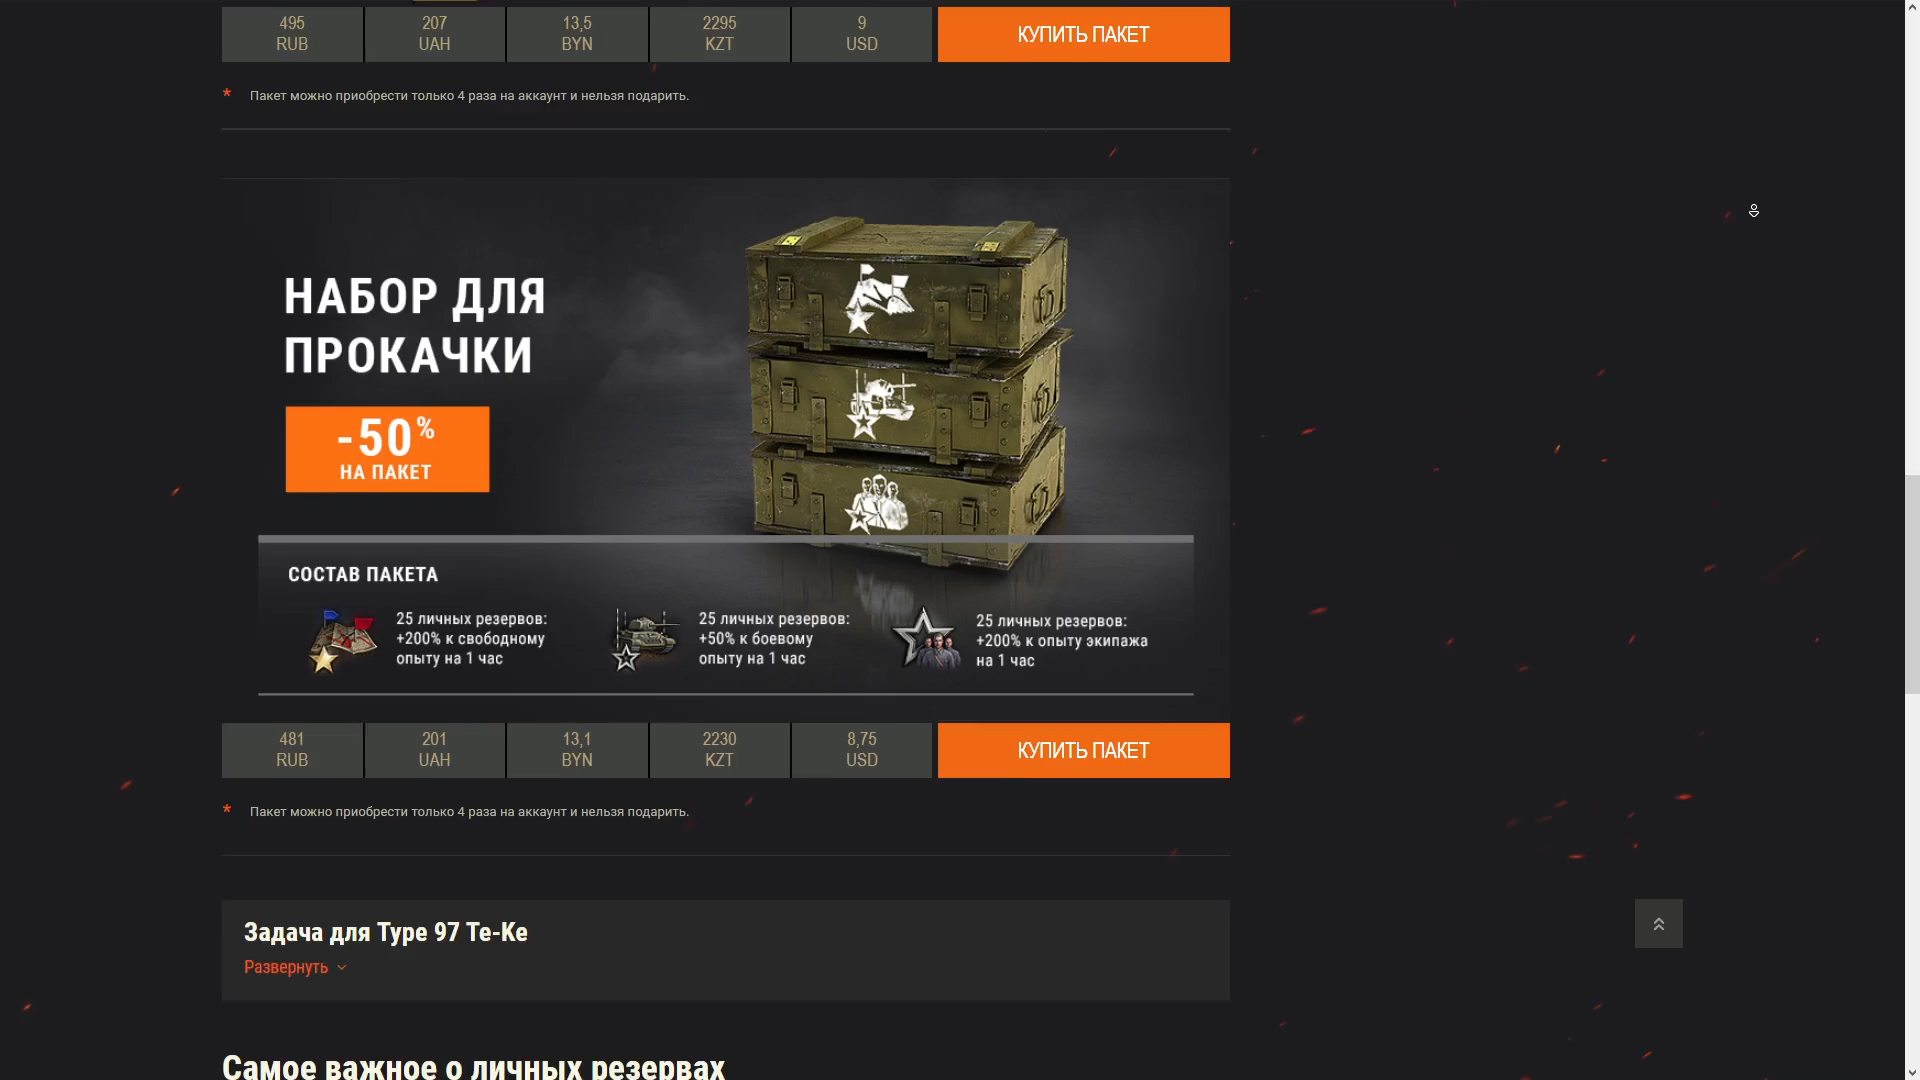 495
RUB
207
UAH
13,5
BYN
2295
KZT
9
USD
КУПИТЬ ПАКЕТ
* Пакет можно приобрести только 4 раза на аккаунт и нельзя подарить.
НАБОР ДЛЯ
ПРОКАЧКИ
-50%
НА ПАКЕТ
СОСТАВ ПАКЕТА
25 личных резервов:
+200% к свободному
опыту на 1 час
25 личных резервов:
+50% к боевому
опыту на 1 час
25 личных резервов:
+200% к опыту экипажа
на 1 час
481
RUB
201
UAH
13,1
BYN
2230
KZT
8,75
USD
КУПИТЬ ПАКЕТ
* Пакет можно приобрести только 4 раза на аккаунт и нельзя подарить.
Задача для Type 97 Te-Ke
Развернуть
Самое важное о личных резервах